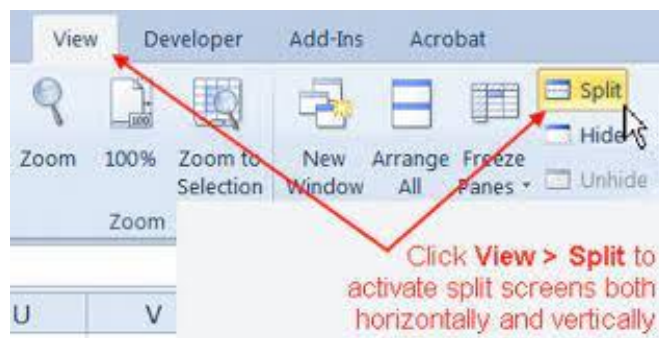 View Developer Add-Ins Acrobat
Split
Hide
Zoom 100% Zoom to New Arrange Freeze
Selection Window All Panes Unhide
Zoom
Click View > Split to
activate split screens both
U V horizontally and vertically